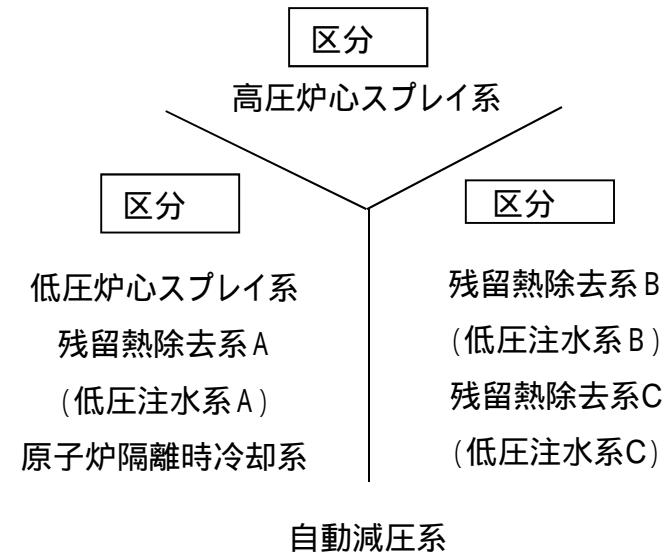 区分
高圧炉心スプレイ系
区分
低圧炉心スプレイ系
残留熱除去系A
(低圧注水系A)
原子炉隔離時冷却系
区分
残留熱除去系B
(低圧注水系B)
残留熱除去系C
(低圧注水系C)
自動減圧系